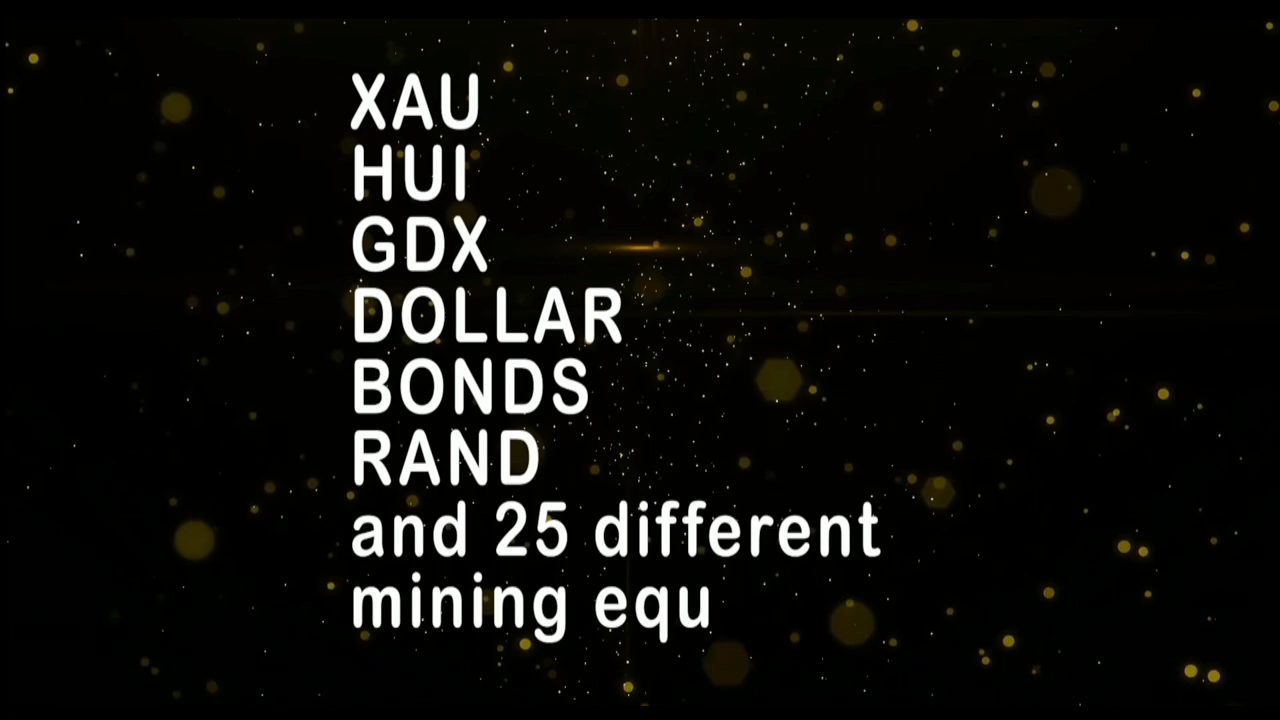 XAU
HUI
GDX
DOLLAR
BONDS
RAND
and 25 different
mining equ